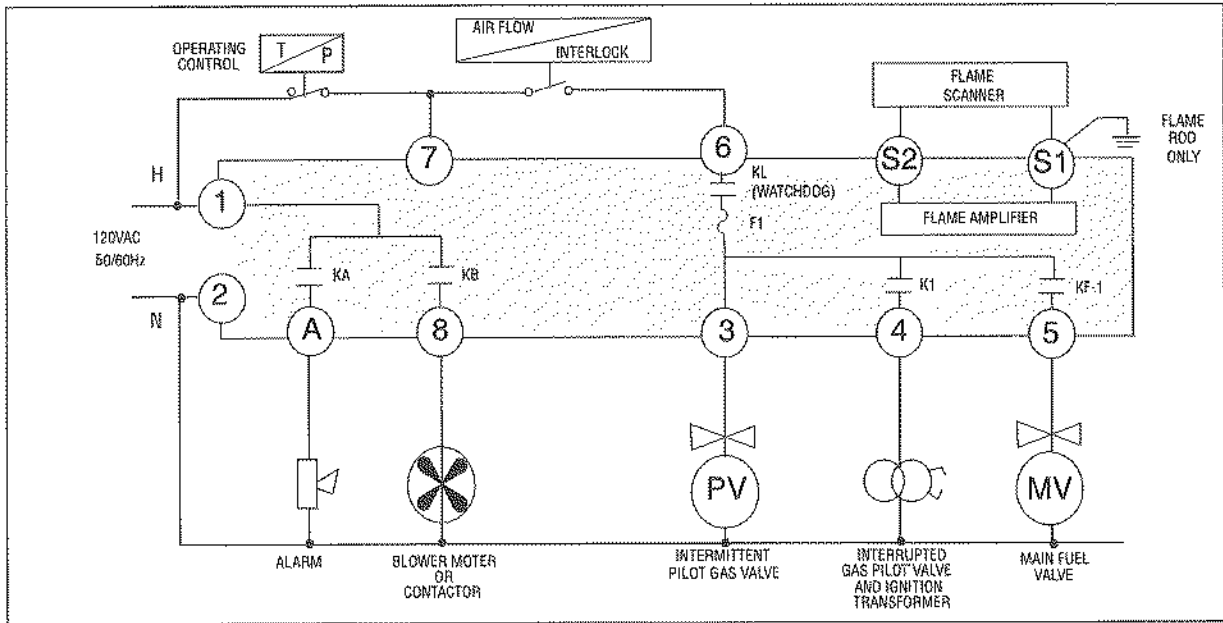 OPERATING
CONTROL
T
P
AIR FLOW
INTERLOCK
FLAME
SCANNER
FLAME
ROD
ONLY
H
1
7
6
S2
S1
KL
(WATCHDOG)
F1
FLAME AMPLIFIER
120VAC
50/60Hz
2
N
KA
KB
K1
KF-1
A
8
3
4
5
PV
MV
ALARM
BLOWER MOTER
OR
CONTACTOR
INTERMITTENT
PILOT GAS VALVE
INTERRUPTED
GAS PILOT VALVE
AND IGNITION
TRANSFORMER
MAIN FUEL
VALVE